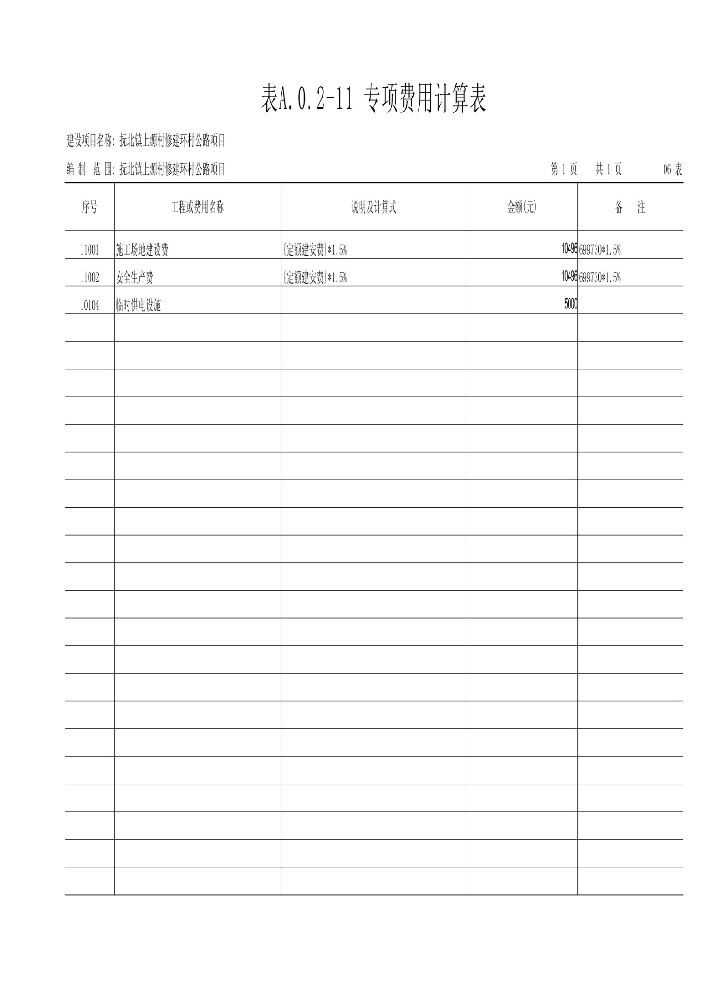 表A.0.2-11 专项费用计算表
建设项目名称: 抚北镇上源村修建环村公路项目
编 制 范 围: 抚北镇上源村修建环村公路项目 第 1 页 共 1 页 06 表
序号 工程或费用名称 说明及计算式 金额(元) 备 注
11001 施工场地建设费 {定额建安费}*1.5% 10496 699730*1.5%
11002 安全生产费 {定额建安费}*1.5% 10496 699730*1.5%
10104 临时供电设施 5000